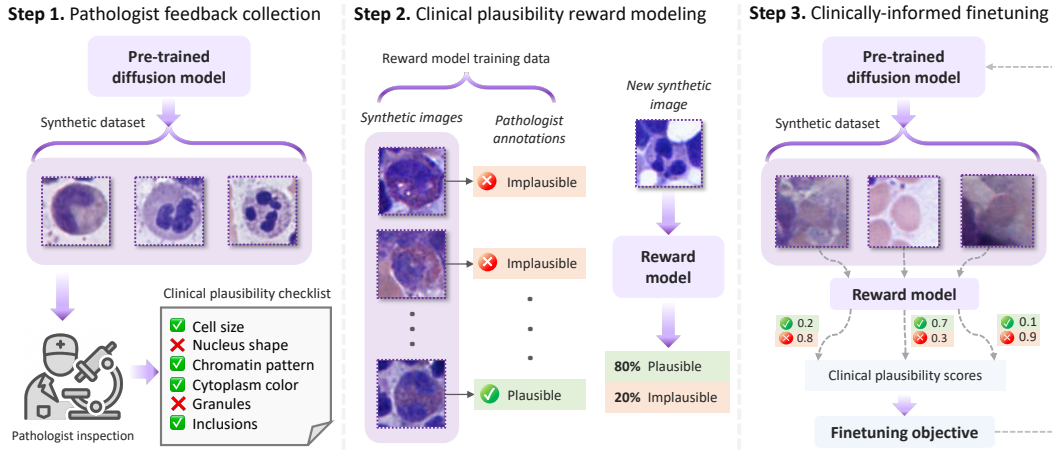 Step 1. Pathologist feedback collection
Pre-trained
diffusion model
Synthetic dataset
Clinical plausibility checklist
Cell size
Nucleus shape
Chromatin pattern
Cytoplasm color
Granules
Inclusions
Pathologist inspection
Step 2. Clinical plausibility reward modeling
Reward model training data
Synthetic images
Pathologist
annotations
Implausible
Implausible
Plausible
New synthetic
image
Reward
model
80% Plausible
20% Implausible
Step 3. Clinically-informed finetuning
Pre-trained
diffusion model
Synthetic dataset
Reward model
0.2
0.8
0.7
0.3
0.1
0.9
Clinical plausibility scores
Finetuning objective